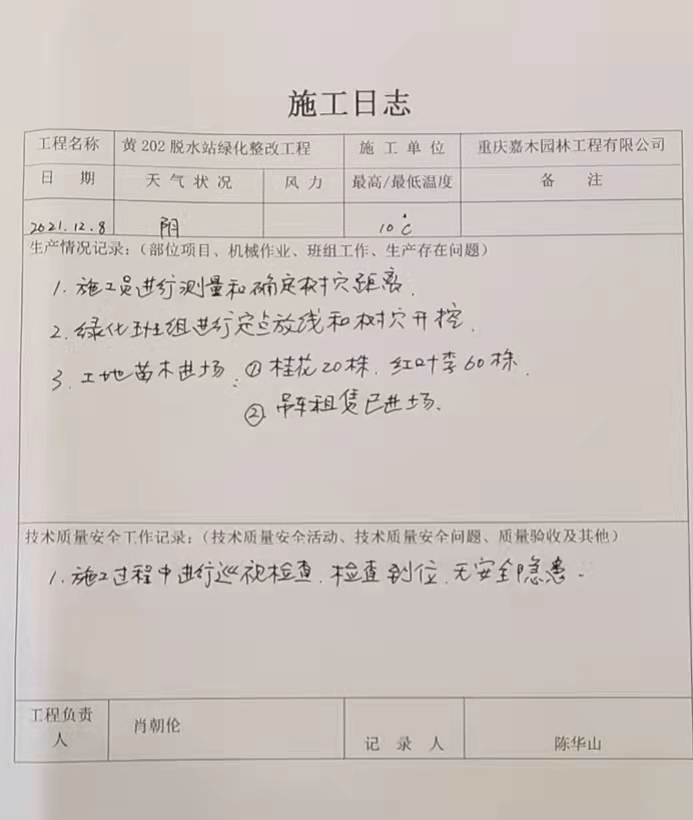 施工日志
工程名称 黄202脱水站绿化整改工程 施工单位 重庆嘉木园林工程有限公司
日 期 天气状况 风力 最高/最低温度 备 注
2021.12.8 阴 10℃
生产情况记录:(部位项目、机械作业、班组工作、生产存在问题)
1. 施工员进行测量和确定树穴距离.
2. 绿化班组进行定点放线和树穴开挖.
3. 工地苗木进场:① 桂花20株. 红叶李60株.
② 吊车租赁已进场.
技术质量安全工作记录:(技术质量安全活动、技术质量安全问题、质量验收及其他)
1. 施工过程中进行巡视检查. 检查到位. 无安全隐患.
工程负责人 肖朝伦 记录人 陈华山